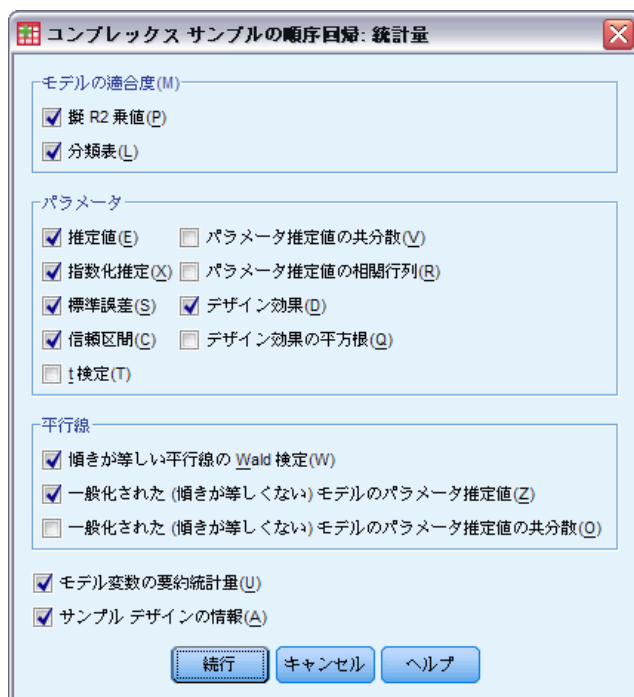 コンプレックス サンプルの順序回帰: 統計量
モデルの適合度(M)
擬 R2 乗値(P)
分類表(L)
パラメータ
推定値(E) パラメータ推定値の共分散(V)
指数化推定(X) パラメータ推定値の相関行列(R)
標準誤差(S) デザイン効果(D)
信頼区間(C) デザイン効果の平方根(Q)
t 検定(T)
平行線
傾きが等しい平行線の Wald 検定(W)
一般化された (傾きが等しくない) モデルのパラメータ推定値(Z)
一般化された (傾きが等しくない) モデルのパラメータ推定値の共分散(O)
モデル変数の要約統計量(U)
サンプル デザインの情報(A)
続行 キャンセル ヘルプ